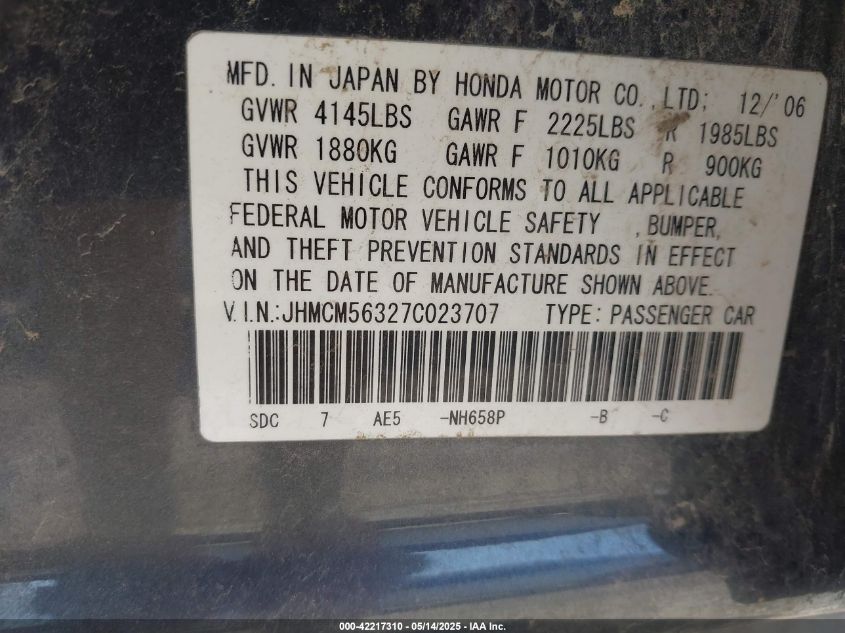 MFD. IN JAPAN BY HONDA MOTOR CO., LTD; 12/'06
GVWR 4145LBS GAWR F 2225LBS R 1985LBS
GVWR 1880KG GAWR F 1010KG R 900KG
THIS VEHICLE CONFORMS TO ALL APPLICABLE
FEDERAL MOTOR VEHICLE SAFETY , BUMPER,
AND THEFT PREVENTION STANDARDS IN EFFECT
ON THE DATE OF MANUFACTURE SHOWN ABOVE.
V.I.N.:JHMCM56327C023707 TYPE: PASSENGER CAR
SDC 7 AE5 -NH658P -B -C
000-42217310 - 05/14/2025 - IAA Inc.